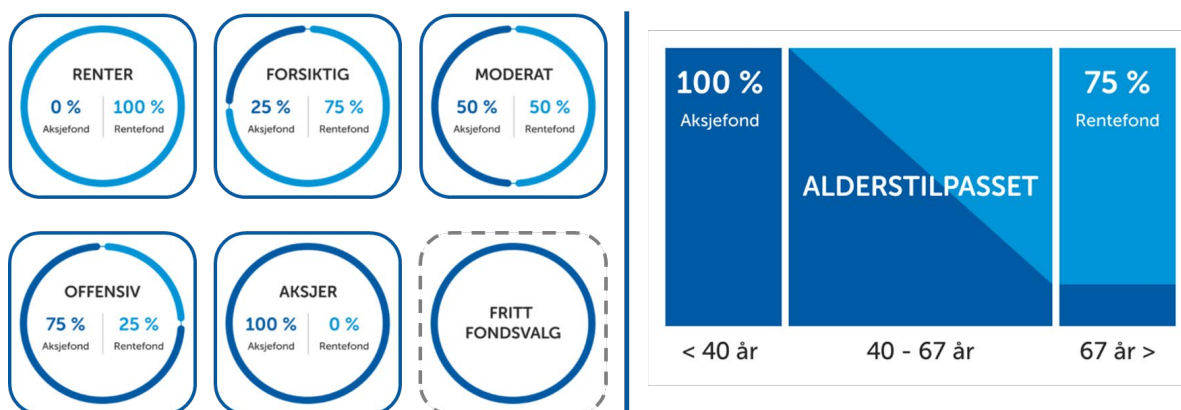 RENTER
0 % 100 %
Aksjefond Rentefond
FORSIKTIG
25 % 75 %
Aksjefond Rentefond
MODERAT
50 % 50 %
Aksjefond Rentefond
OFFENSIV
75 % 25 %
Aksjefond Rentefond
AKSJER
100 % 0 %
Aksjefond Rentefond
FRITT
FONDSVALG
100 %
Aksjefond
ALDERSTILPASSET
75 %
Rentefond
< 40 år
40 - 67 år
67 år >